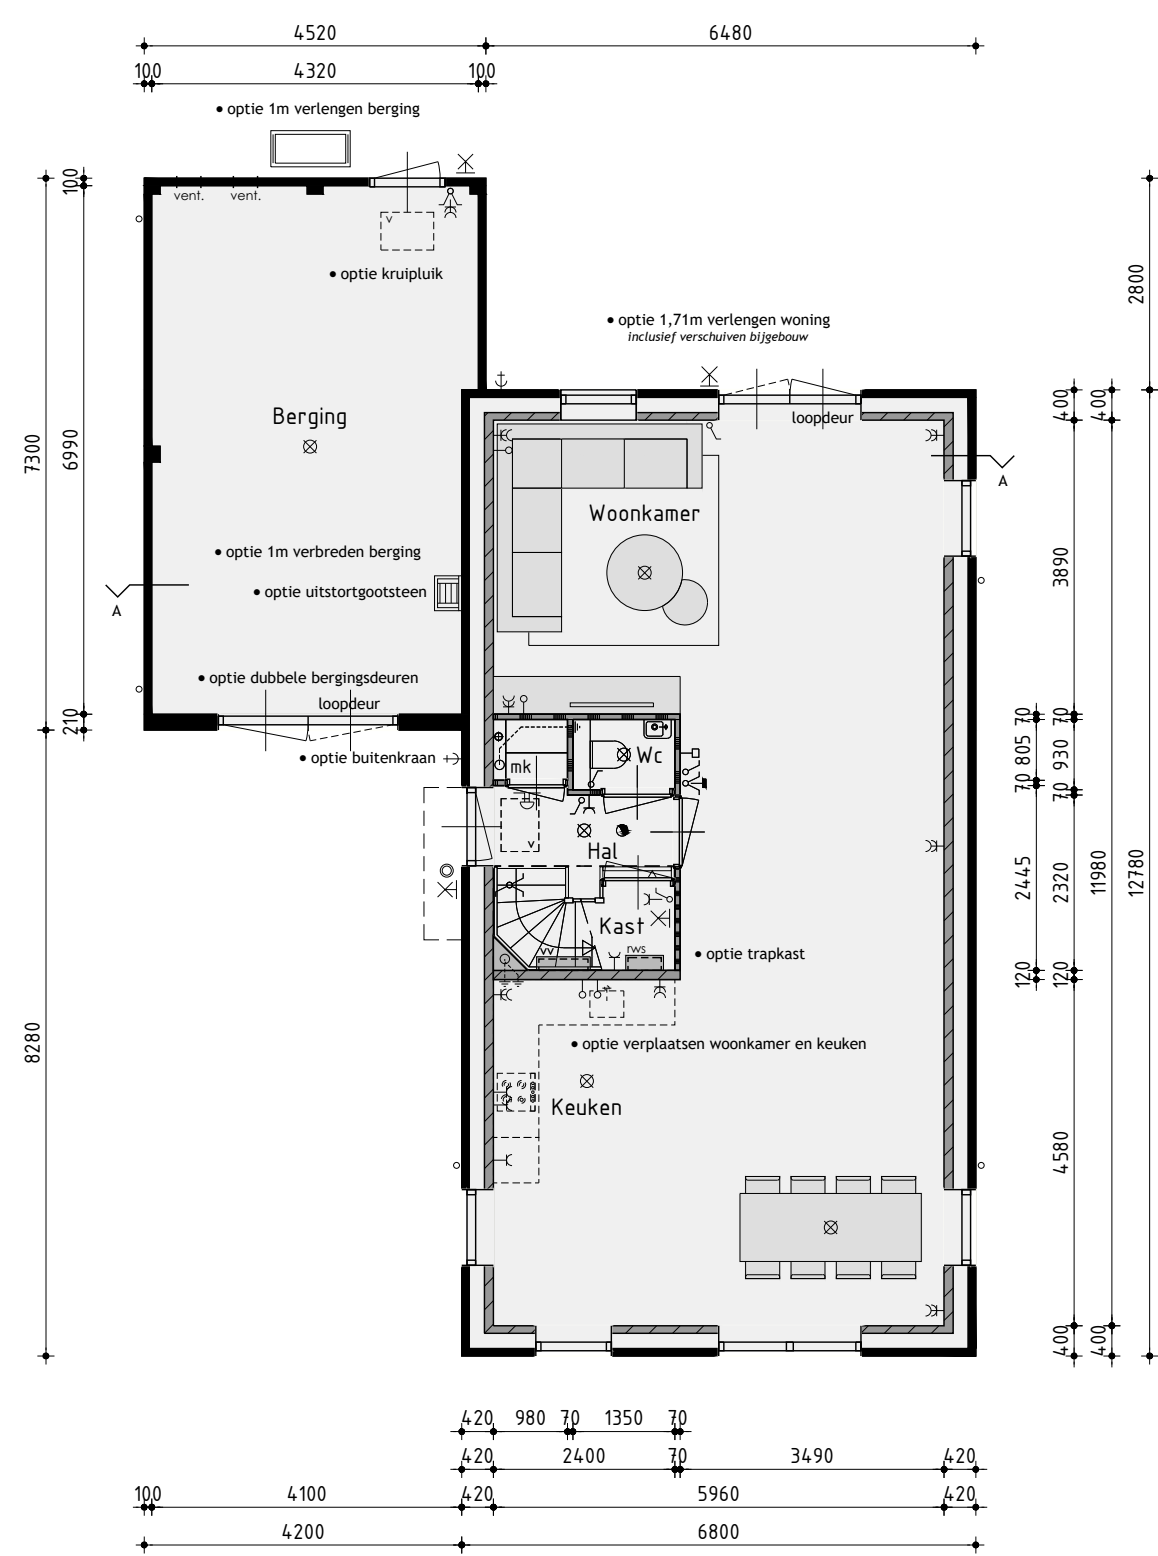 4520
6480
100
4320
100
• optie 1m verlengen berging
100
vent.
vent.
v
• optie kruipluik
2800
• optie 1,71m verlengen woning
inclusief verschuiven bijgebouw
400
400
loopdeur
Berging
7300
6990
A
Woonkamer
• optie 1m verbreden berging
• optie uitstortgootsteen
A
3890
• optie dubbele bergingsdeuren
loopdeur
210
70
70
• optie buitenkraan
mk
Wc
805
930
70
70
v
Hal
2445
2320
11980
12780
Kast
vv
rws
• optie trapkast
120
120
8280
• optie verplaatsen woonkamer en keuken
Keuken
4580
400
400
420
980
70
1350
70
420
2400
70
3490
420
100
4100
420
5960
420
4200
6800